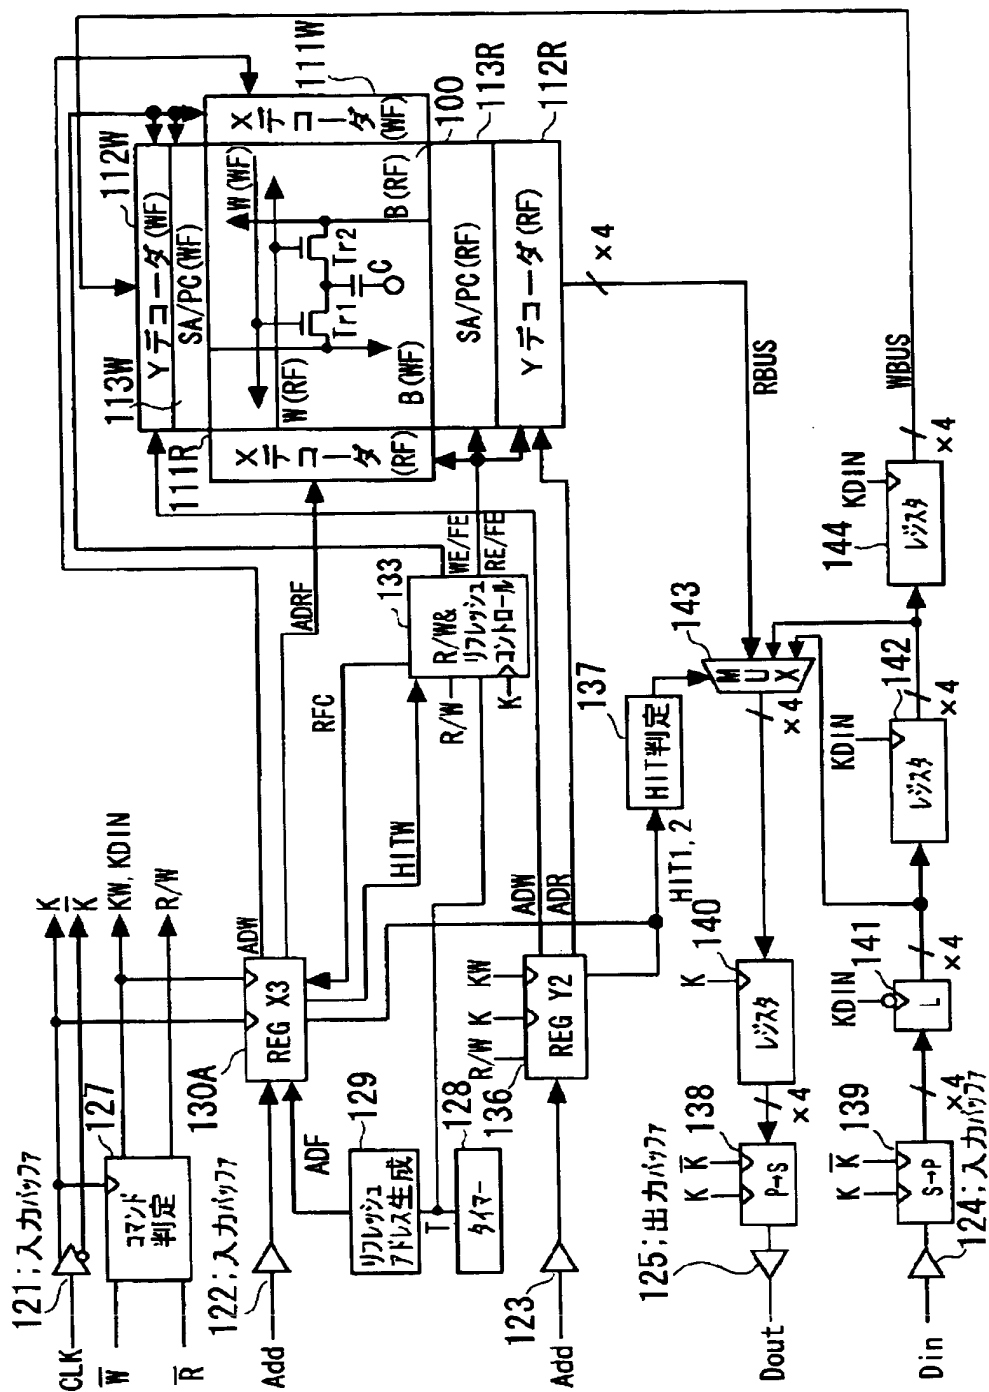 CLK
121;入力バッファ
K
K̅
W̅
R̅
コマンド
判定
127
KW, KDIN
R/W
Add
122;入力バッファ
130A
REG X3
ADW
ADRF
RFC
HITW
ADF
リフレッシュ
アドレス生成
129
T
タイマー
128
R/W&
リフレッシュ
コントロール
133
R/W
K
WE/FE
RE/FE
Add
123
136
REG Y2
R/W
K
KW
ADW
ADR
HIT1, 2
HIT判定
137
112W
Yデコーダ(WF)
113W
SA/PC(WF)
111W
Xデコーダ
(WF)
111R
Xデコーダ
(RF)
W(WF)
W(RF)
Tr1
Tr2
C
B(WF)
B(RF)
100
113R
SA/PC(RF)
112R
Yデコーダ(RF)
×4
RBUS
MUX
143
×4
Dout
125;出力バッファ
P→S
138
K
K̅
×4
レジスタ
140
K
Din
124;入力バッファ
S→P
139
K
K̅
×4
L
141
KDIN
×4
レジスタ
142
KDIN
×4
レジスタ
144
KDIN
×4
WBUS